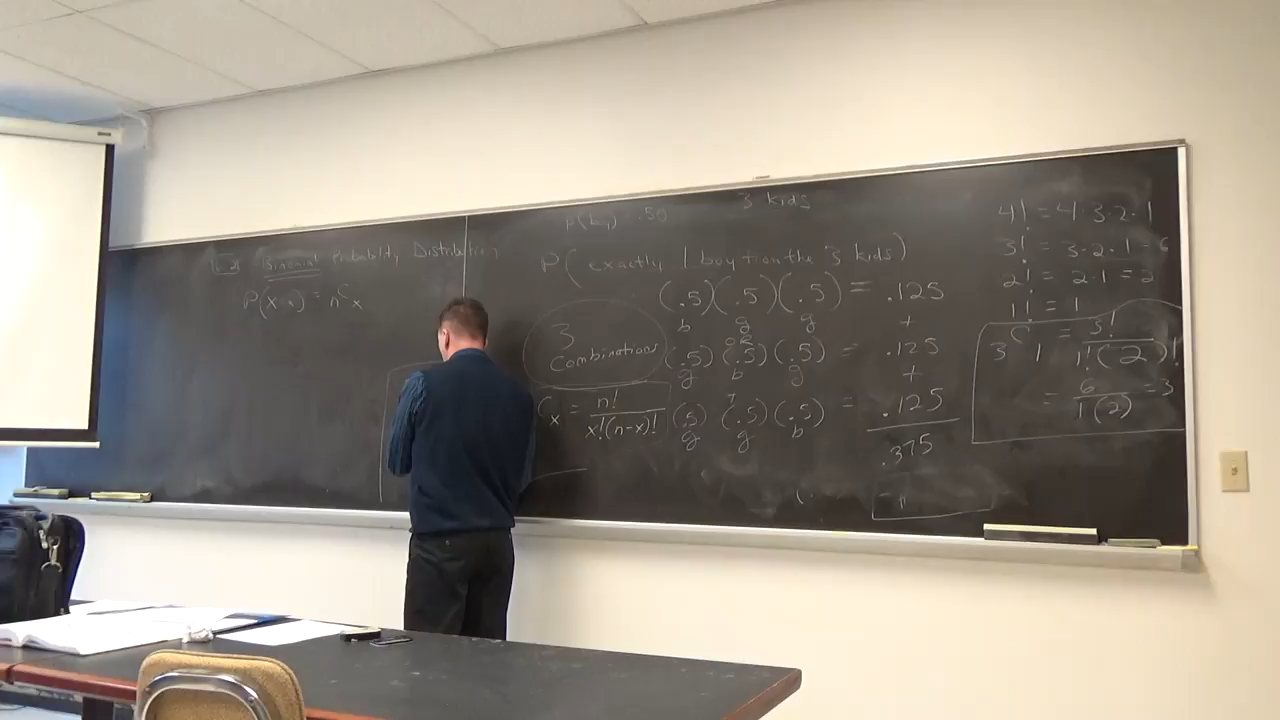 Binomial Probability Distribution
P(X=x) = nCx
= .50
3 kids
P(exactly 1 boy from the 3 kids)
(.5)(.5)(.5) = .125
b g g
+
3 Combinations
or
(.5)(.5)(.5) = .125
g b g
+
Cx = n! / x!(n-x)!
(.5)(.5)(.5) = .125
g g b
.375
4! = 4·3·2·1
3! = 3·2·1 = 6
2! = 2·1 = 2
1! = 1
3C1 = 3! / 1!(2)!
= 6 / 1(2) = 3